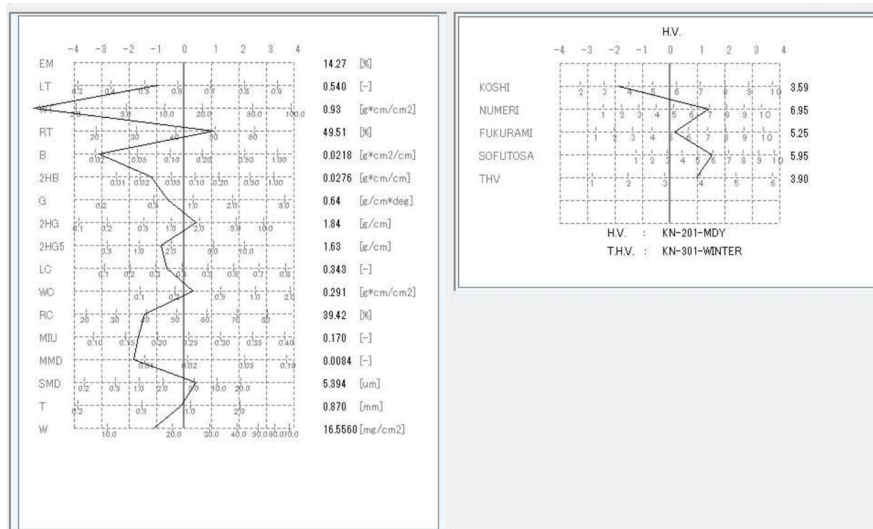 -4 -3 -2 -1 0 1 2 3 4
EM 14.27 [%]
LT 0.3 0.4 0.5 0.6 0.7 0.8 0.9 0.540 [-]
5.0 10.0 20.0 50.0 100.0 0.93 [g*cm/cm2]
RT 20 30 40 60 49.51 [%]
B 0.02 0.05 0.10 0.20 0.50 1.00 0.0218 [g*cm2/cm]
2HB 0.01 0.02 0.05 0.10 0.20 0.50 1.00 0.0276 [g*cm/cm]
G 0.2 0.5 1.0 2.0 5.0 0.64 [g/cm*deg]
2HG 0.1 0.2 0.5 1.0 2.0 5.0 10.0 1.84 [g/cm]
2HG5 0.5 1.0 2.0 5.0 10.0 1.63 [g/cm]
LC 0.1 0.2 0.3 0.4 0.5 0.6 0.7 0.8 0.343 [-]
WC 0.1 0.2 0.5 1.0 2.0 0.291 [g*cm/cm2]
RC 20 30 40 50 60 70 80 39.42 [%]
MIU 0.10 0.15 0.20 0.25 0.30 0.35 0.40 0.170 [-]
MMD 0.01 0.02 0.05 0.10 0.0084 [-]
SMD 0.2 0.5 1.0 2.0 10.0 20.0 5.394 [um]
T 0.2 0.5 1.0 2.0 0.870 [mm]
W 10.0 20.0 30.0 40.0 50.0 60.0 70.0 16.5560 [mg/cm2]
H.V.
-4 -3 -2 -1 0 1 2 3 4
KOSHI 2 3 4 5 6 7 8 9 10 3.59
NUMERI 1 2 3 4 5 6 7 8 9 10 6.95
FUKURAMI 1 2 3 4 5 6 7 8 9 10 5.25
SOFUTOSA 1 2 3 4 5 6 7 8 9 10 5.95
THV 1 2 3 4 5 6 3.90
H.V. : KN-201-MDY
T.H.V. : KN-301-WINTER